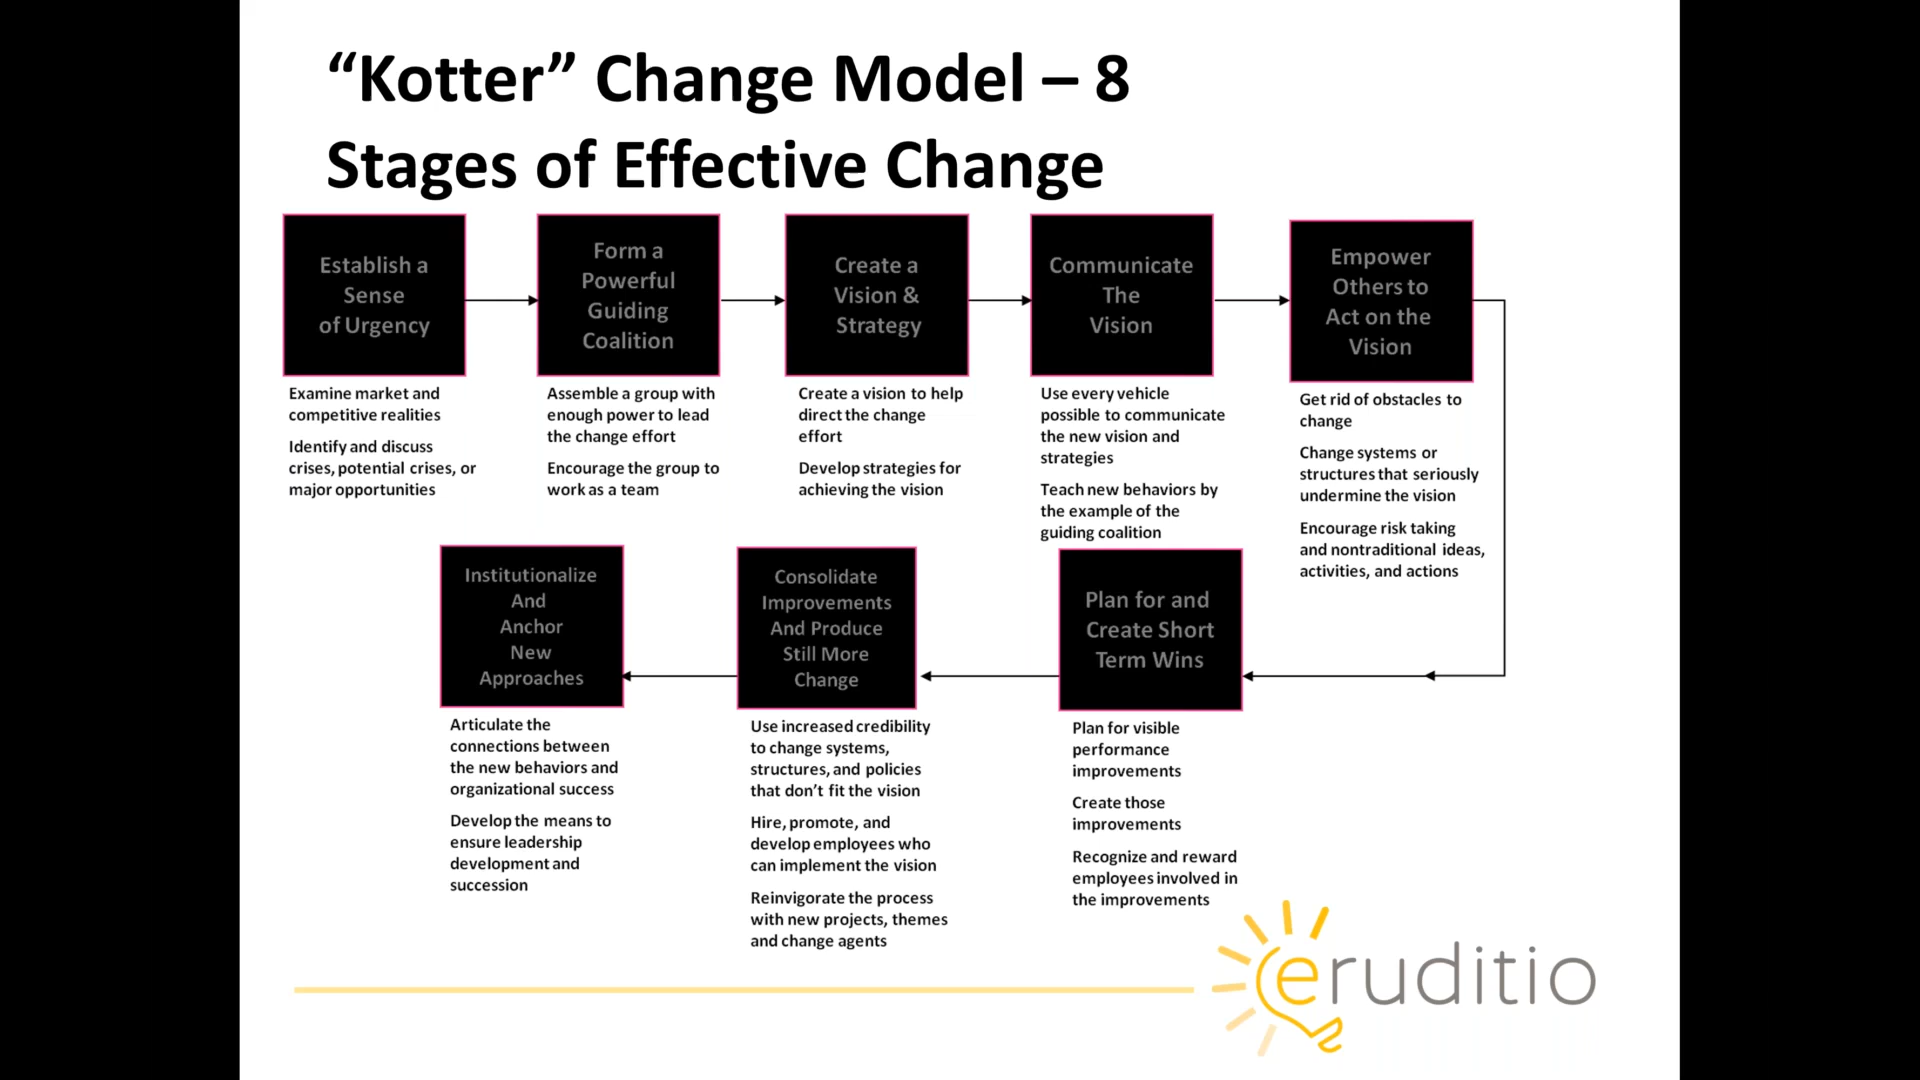 “Kotter” Change Model – 8
Stages of Effective Change
Establish a
Sense
of Urgency
Examine market and
competitive realities
Identify and discuss
crises, potential crises, or
major opportunities
Form a
Powerful
Guiding
Coalition
Assemble a group with
enough power to lead
the change effort
Encourage the group to
work as a team
Create a
Vision &
Strategy
Create a vision to help
direct the change
effort
Develop strategies for
achieving the vision
Communicate
The
Vision
Use every vehicle
possible to communicate
the new vision and
strategies
Teach new behaviors by
the example of the
guiding coalition
Empower
Others to
Act on the
Vision
Get rid of obstacles to
change
Change systems or
structures that seriously
undermine the vision
Encourage risk taking
and nontraditional ideas,
activities, and actions
Plan for and
Create Short
Term Wins
Plan for visible
performance
improvements
Create those
improvements
Recognize and reward
employees involved in
the improvements
Consolidate
Improvements
And Produce
Still More
Change
Use increased credibility
to change systems,
structures, and policies
that don’t fit the vision
Hire, promote, and
develop employees who
can implement the vision
Reinvigorate the process
with new projects, themes
and change agents
Institutionalize
And
Anchor
New
Approaches
Articulate the
connections between
the new behaviors and
organizational success
Develop the means to
ensure leadership
development and
succession
eruditio